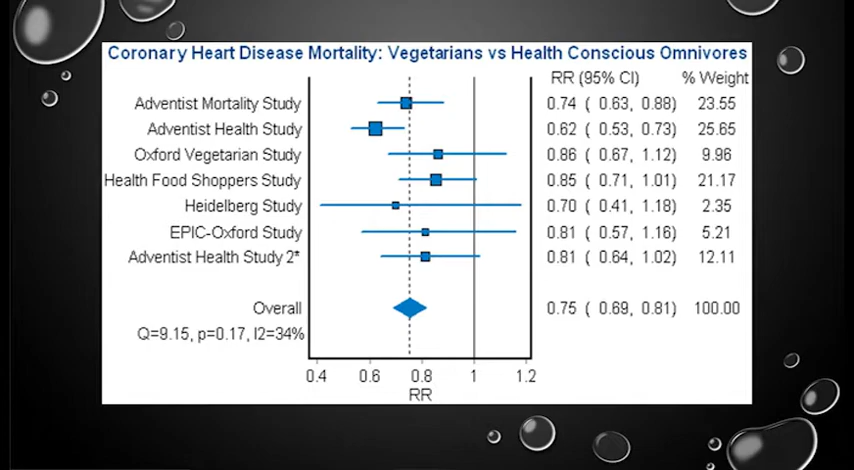 Coronary Heart Disease Mortality: Vegetarians vs Health Conscious Omnivores
RR (95% CI) % Weight
Adventist Mortality Study 0.74 ( 0.63, 0.88) 23.55
Adventist Health Study 0.62 ( 0.53, 0.73) 25.65
Oxford Vegetarian Study 0.86 ( 0.67, 1.12) 9.96
Health Food Shoppers Study 0.85 ( 0.71, 1.01) 21.17
Heidelberg Study 0.70 ( 0.41, 1.18) 2.35
EPIC-Oxford Study 0.81 ( 0.57, 1.16) 5.21
Adventist Health Study 2* 0.81 ( 0.64, 1.02) 12.11
Overall 0.75 ( 0.69, 0.81) 100.00
Q=9.15, p=0.17, I2=34%
0.4 0.6 0.8 1 1.2
RR